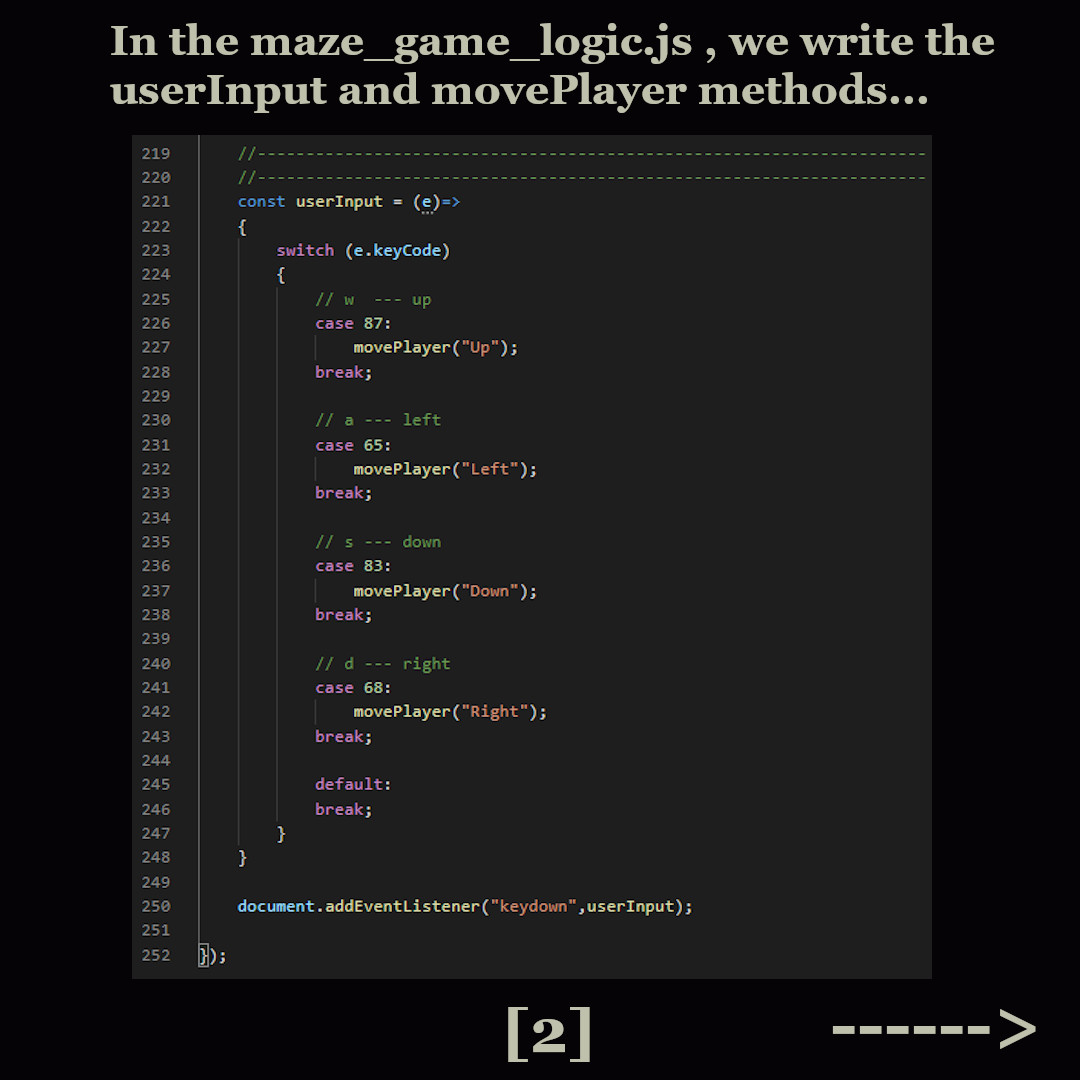 In the maze_game_logic.js , we write the
userInput and movePlayer methods...
219 //----------------------------------------------------------------------
220 //----------------------------------------------------------------------
221 const userInput = (e)=>
222 {
223 switch (e.keyCode)
224 {
225 // w  --- up
226 case 87:
227 movePlayer("Up");
228 break;
229
230 // a --- left
231 case 65:
232 movePlayer("Left");
233 break;
234
235 // s --- down
236 case 83:
237 movePlayer("Down");
238 break;
239
240 // d --- right
241 case 68:
242 movePlayer("Right");
243 break;
244
245 default:
246 break;
247 }
248 }
249
250 document.addEventListener("keydown",userInput);
251
252 });
[2] ------>